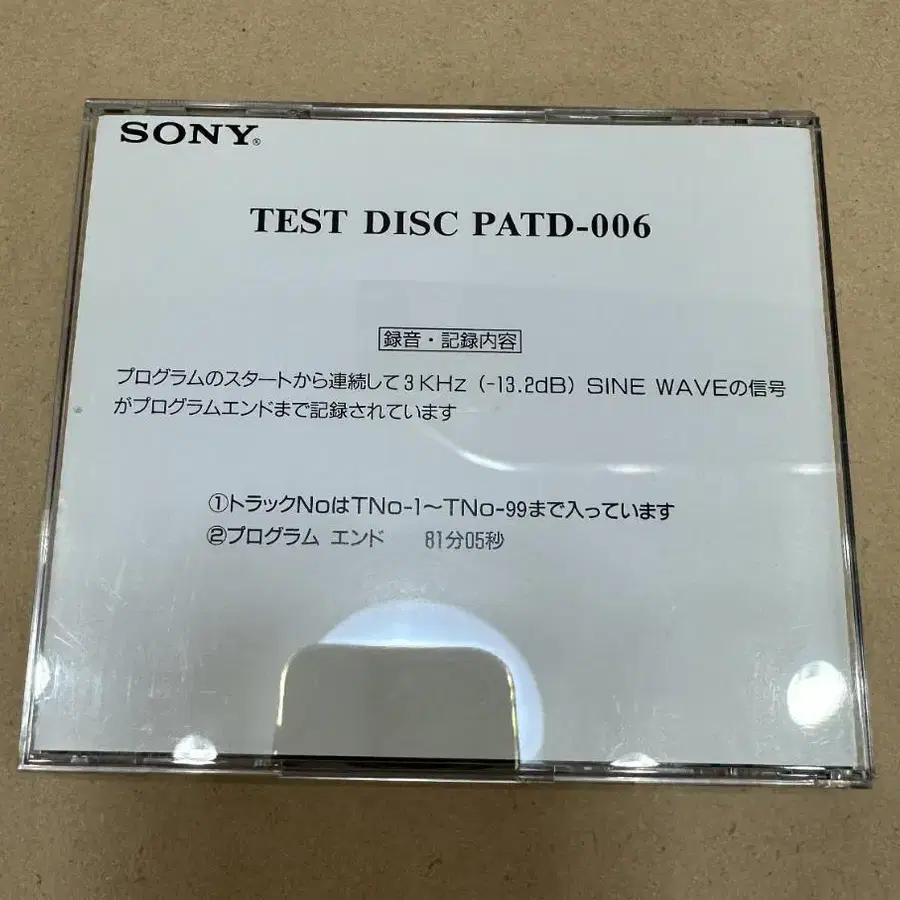 SONY®
TEST DISC PATD-006
録音・記録内容
プログラムのスタートから連続して3KHz (-13.2dB) SINE WAVEの信号
がプログラムエンドまで記録されています
①トラックNoはTNo-1～TNo-99まで入っています
②プログラム エンド 81分05秒